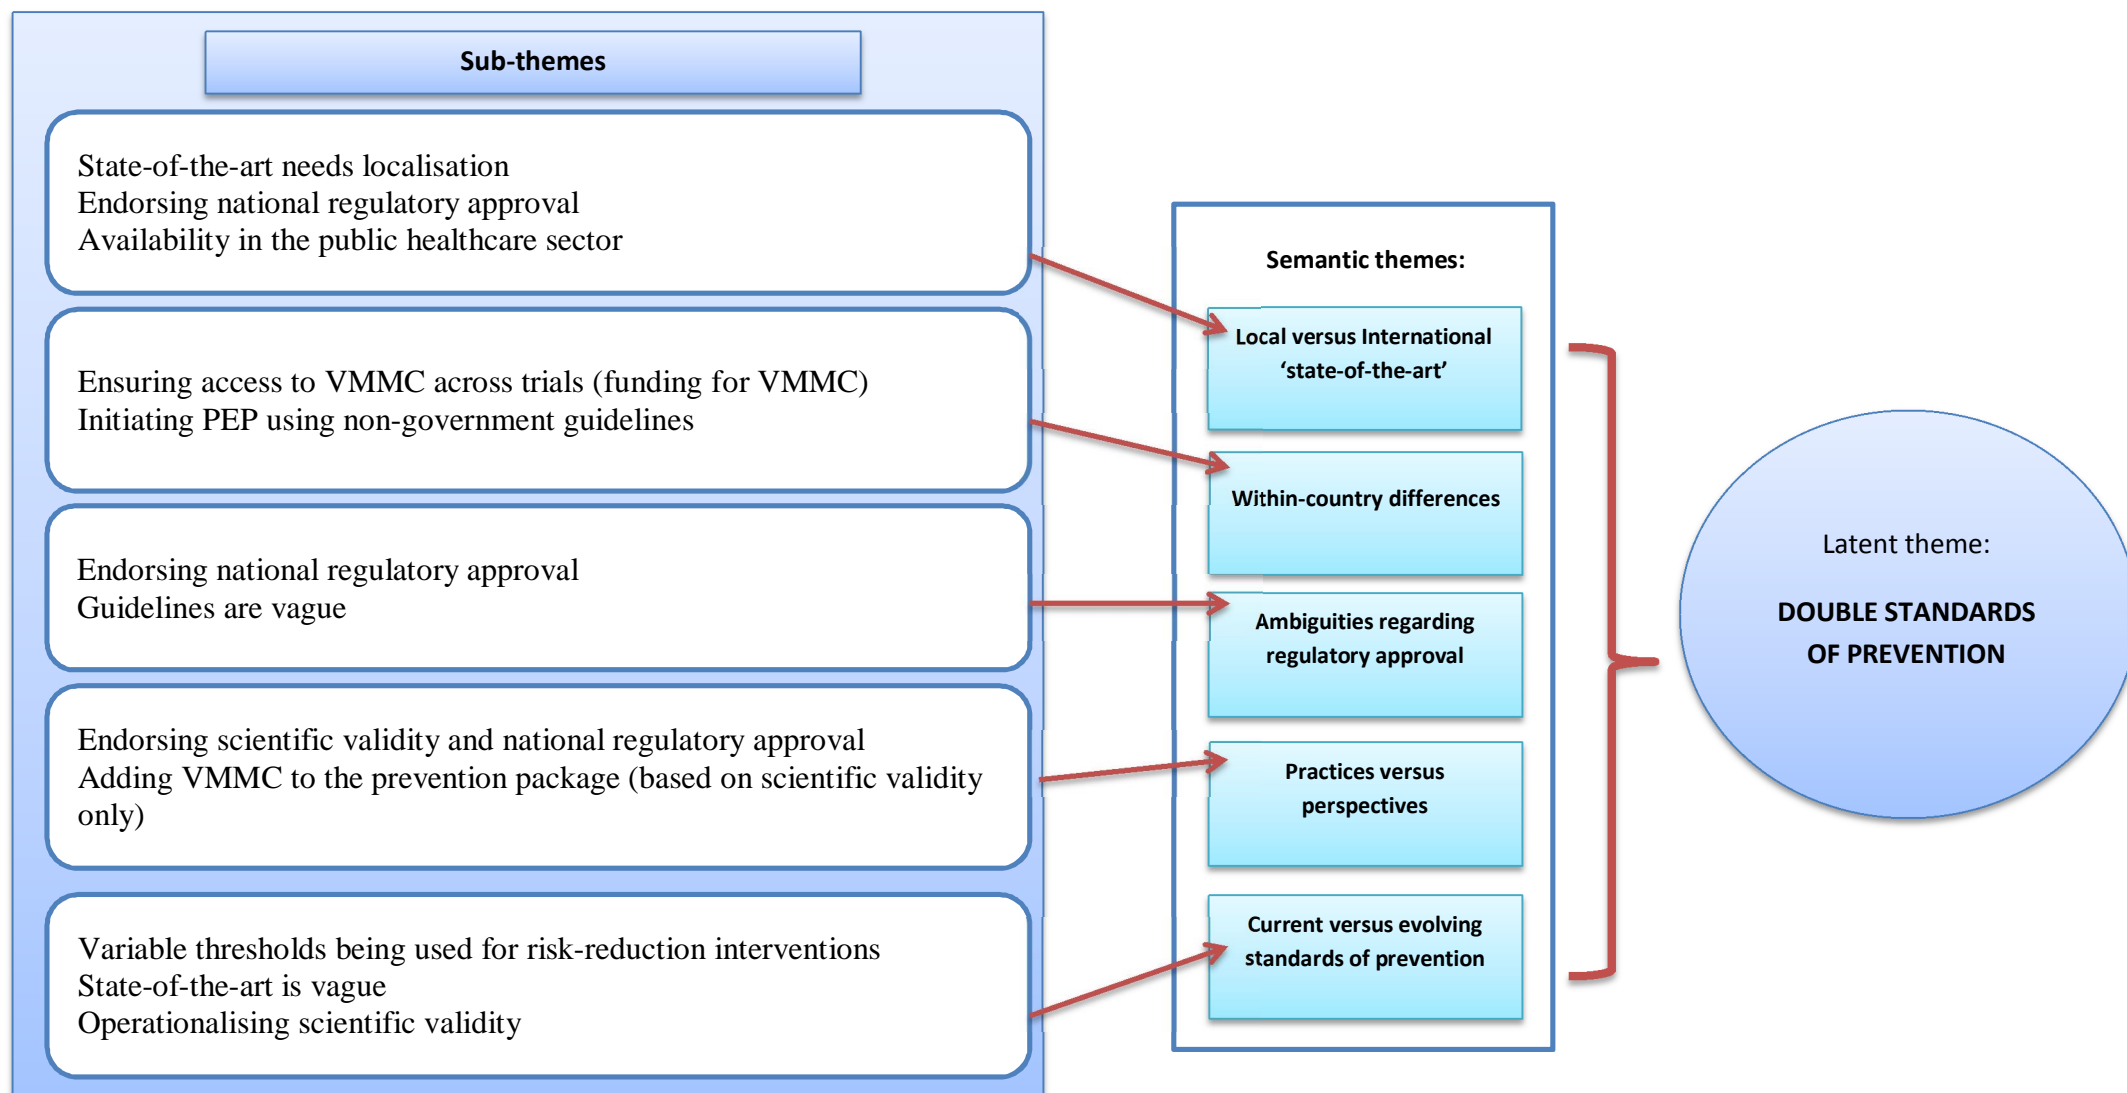 Sub-themes
State-of-the-art needs localisation
Endorsing national regulatory approval
Availability in the public healthcare sector
Ensuring access to VMMC across trials (funding for VMMC)
Initiating PEP using non-government guidelines
Endorsing national regulatory approval
Guidelines are vague
Endorsing scientific validity and national regulatory approval
Adding VMMC to the prevention package (based on scientific validity
only)
Variable thresholds being used for risk-reduction interventions
State-of-the-art is vague
Operationalising scientific validity
Semantic themes:
Local versus International
‘state-of-the-art’
Within-country differences
Ambiguities regarding
regulatory approval
Practices versus
perspectives
Current versus evolving
standards of prevention
Latent theme:
DOUBLE STANDARDS
OF PREVENTION